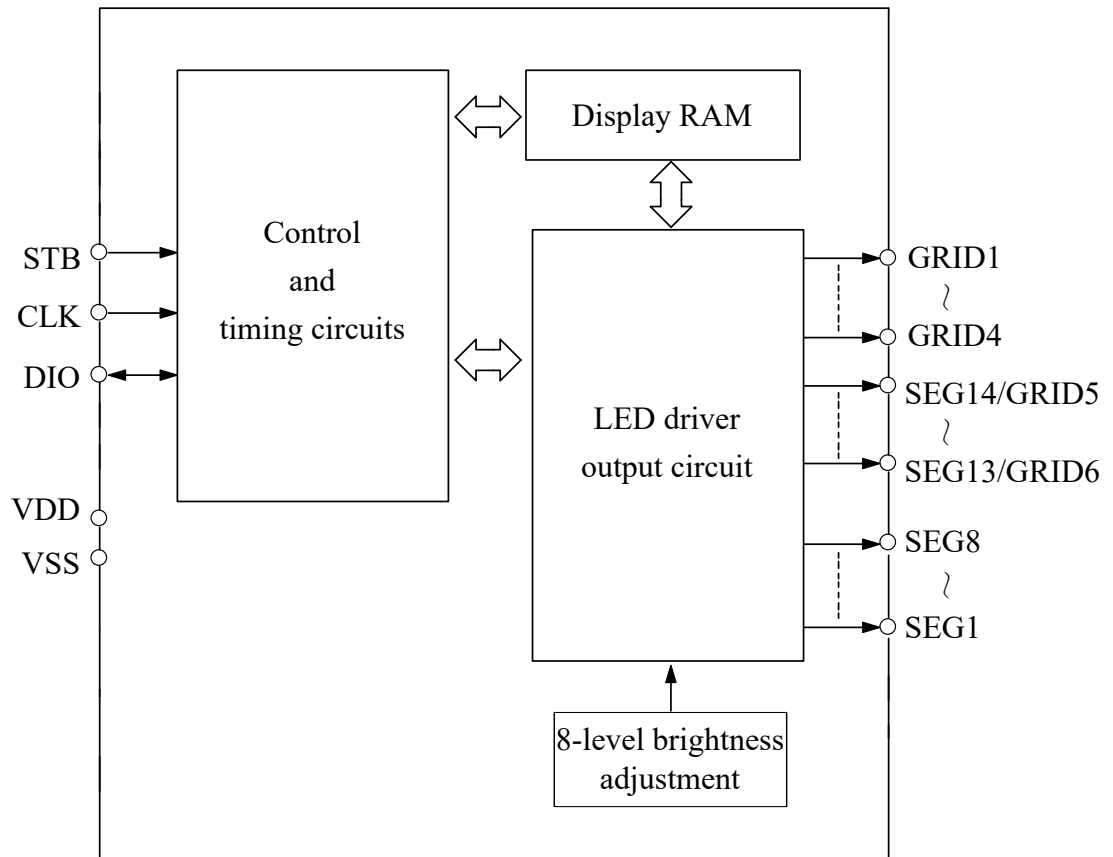 Display RAM
Control
and
timing circuits
STB
CLK
DIO
VDD
VSS
LED driver
output circuit
GRID1
~
GRID4
SEG14/GRID5
~
SEG13/GRID6
SEG8
~
SEG1
8-level brightness
adjustment